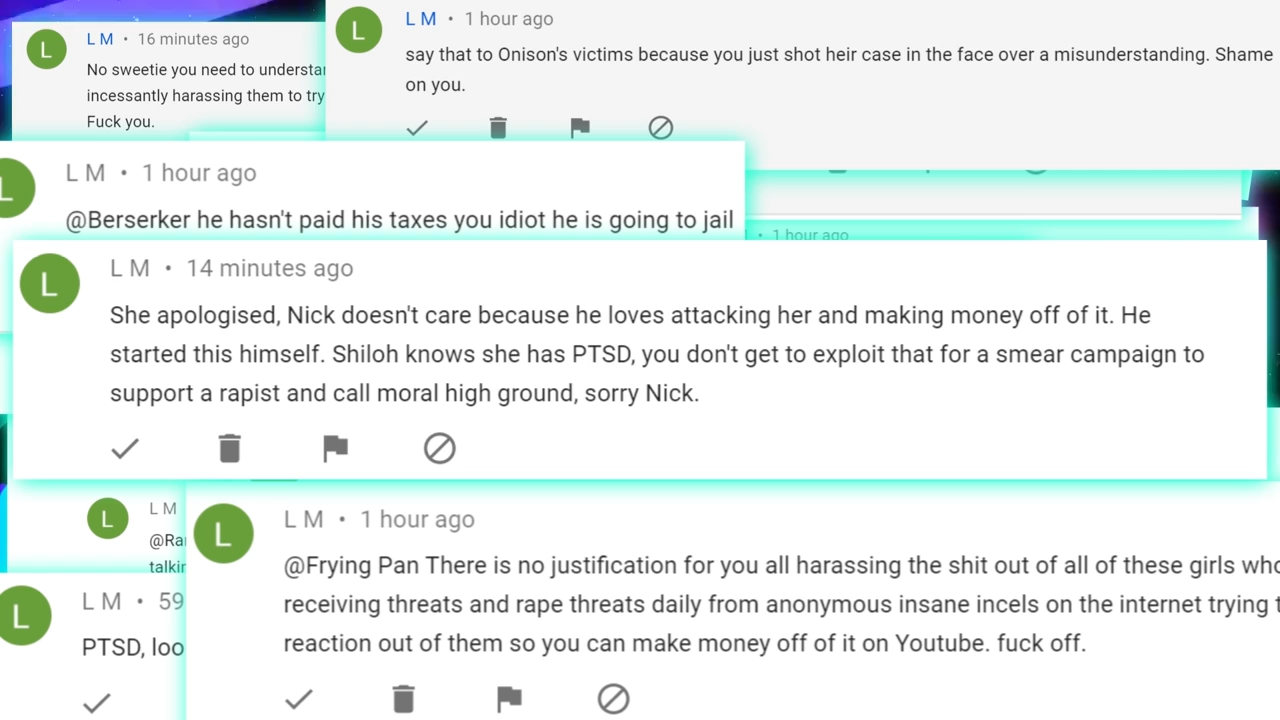 L
L M • 16 minutes ago
No sweetie you need to understa
incessantly harassing them to try
Fuck you.
L
L M • 1 hour ago
say that to Onison's victims because you just shot heir case in the face over a misunderstanding. Shame
on you.
L
L M • 1 hour ago
@Berserker he hasn't paid his taxes you idiot he is going to jail
• 1 hour ago
L
L M • 14 minutes ago
She apologised, Nick doesn't care because he loves attacking her and making money off of it. He
started this himself. Shiloh knows she has PTSD, you don't get to exploit that for a smear campaign to
support a rapist and call moral high ground, sorry Nick.
L
L M
@Ra
talki
L
L M • 59
PTSD, loo
L
L M • 1 hour ago
@Frying Pan There is no justification for you all harassing the shit out of all of these girls who
receiving threats and rape threats daily from anonymous insane incels on the internet trying t
reaction out of them so you can make money off of it on Youtube. fuck off.